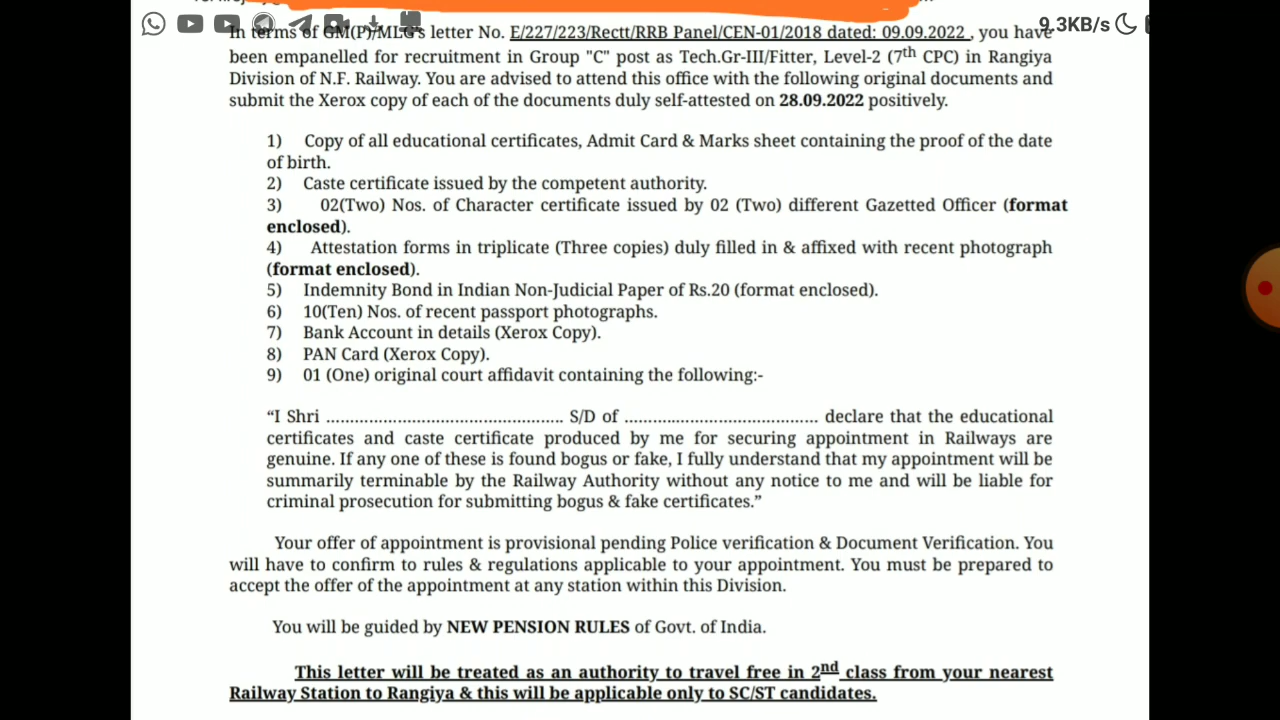 9.3KB/s
In terms of GM(P)/MLG's letter No. E/227/223/Rectt/RRB Panel/CEN-01/2018 dated: 09.09.2022 , you have
been empanelled for recruitment in Group "C" post as Tech.Gr-III/Fitter, Level-2 (7th CPC) in Rangiya
Division of N.F. Railway. You are advised to attend this office with the following original documents and
submit the Xerox copy of each of the documents duly self-attested on 28.09.2022 positively.
1) Copy of all educational certificates, Admit Card & Marks sheet containing the proof of the date
of birth.
2) Caste certificate issued by the competent authority.
3) 02(Two) Nos. of Character certificate issued by 02 (Two) different Gazetted Officer (format
enclosed).
4) Attestation forms in triplicate (Three copies) duly filled in & affixed with recent photograph
(format enclosed).
5) Indemnity Bond in Indian Non-Judicial Paper of Rs.20 (format enclosed).
6) 10(Ten) Nos. of recent passport photographs.
7) Bank Account in details (Xerox Copy).
8) PAN Card (Xerox Copy).
9) 01 (One) original court affidavit containing the following:-
“I Shri .................................................. S/D of ......................................... declare that the educational
certificates and caste certificate produced by me for securing appointment in Railways are
genuine. If any one of these is found bogus or fake, I fully understand that my appointment will be
summarily terminable by the Railway Authority without any notice to me and will be liable for
criminal prosecution for submitting bogus & fake certificates.”
Your offer of appointment is provisional pending Police verification & Document Verification. You
will have to confirm to rules & regulations applicable to your appointment. You must be prepared to
accept the offer of the appointment at any station within this Division.
You will be guided by NEW PENSION RULES of Govt. of India.
This letter will be treated as an authority to travel free in 2nd class from your nearest
Railway Station to Rangiya & this will be applicable only to SC/ST candidates.